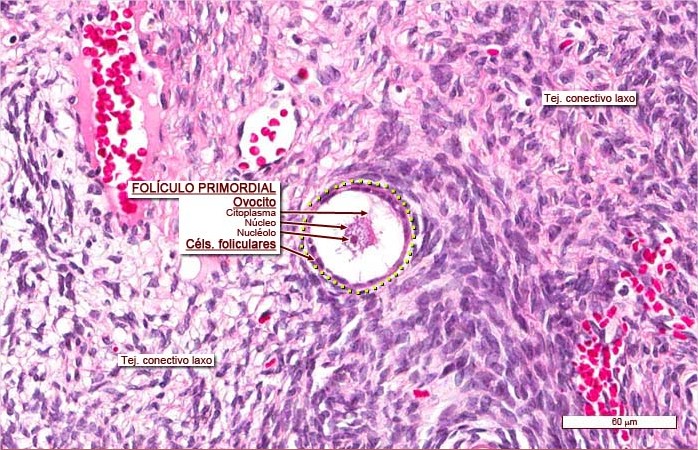 Tej. conectivo laxo
FOLÍCULO PRIMORDIAL
Ovocito
Citoplasma
Núcleo
Nucléolo
Céls. foliculares
Tej. conectivo laxo
60 µm